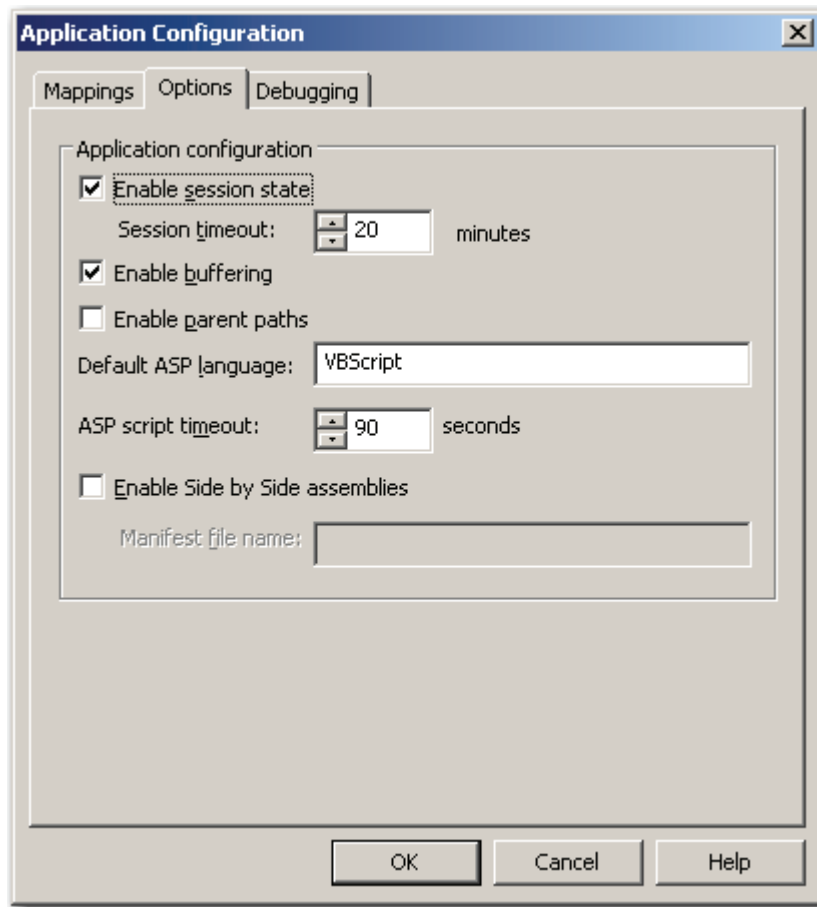 Application Configuration
Mappings Options Debugging
Application configuration
Enable session state
Session timeout: 20 minutes
Enable buffering
Enable parent paths
Default ASP language: VBScript
ASP script timeout: 90 seconds
Enable Side by Side assemblies
Manifest file name:
OK Cancel Help